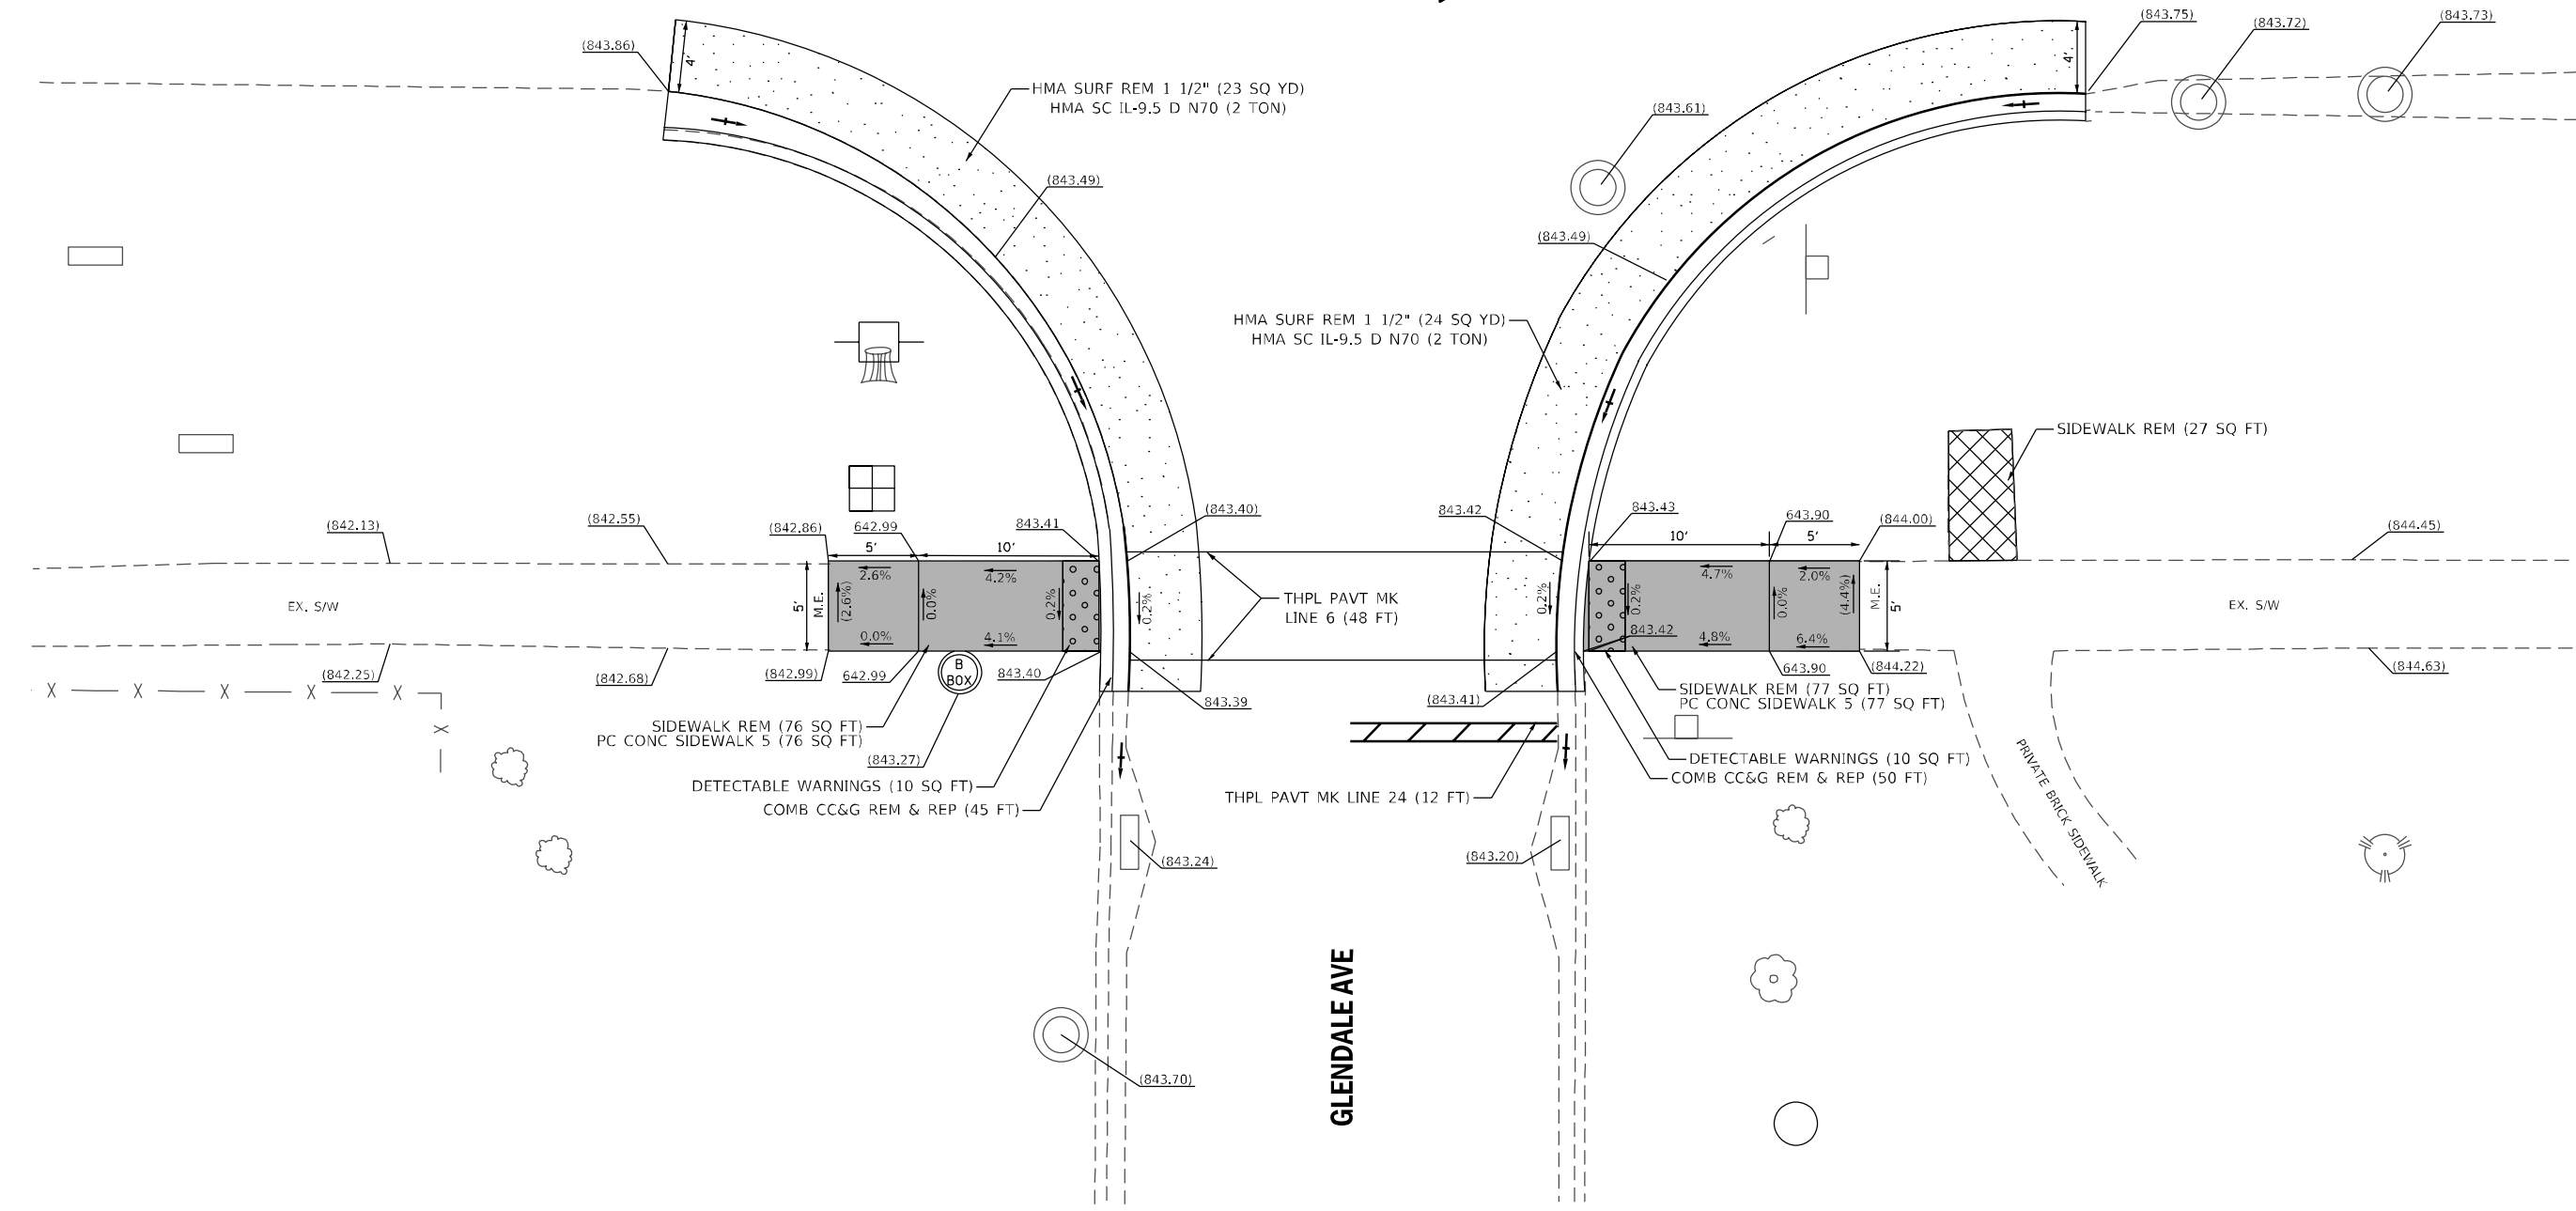 (843.75)
(843.72)
(843.73)
(843.86)
4'
4'
HMA SURF REM 1 1/2" (23 SQ YD)
HMA SC IL-9.5 D N70 (2 TON)
(843.61)
(843.49)
(843.49)
HMA SURF REM 1 1/2" (24 SQ YD)
HMA SC IL-9.5 D N70 (2 TON)
SIDEWALK REM (27 SQ FT)
(842.13)
(842.55)
(842.86)
642.99
843.41
(843.40)
843.42
843.43
643.90
(844.00)
(844.45)
5'
10'
10'
5'
2.6%
4.2%
4.7%
2.0%
EX. S/W
5'
M.E.
(2.6%)
0.0%
0.2%
0.2%
THPL PAVT MK
LINE 6 (48 FT)
0.2%
0.2%
0.0%
(4.4%)
M.E.
5'
EX. S/W
0.0%
4.1%
843.42
4.8%
6.4%
(842.25)
(842.68)
(842.99)
642.99
B
BOX
843.40
843.39
(843.41)
643.90
(844.22)
(844.63)
SIDEWALK REM (76 SQ FT)
PC CONC SIDEWALK 5 (76 SQ FT)
SIDEWALK REM (77 SQ FT)
PC CONC SIDEWALK 5 (77 SQ FT)
(843.27)
DETECTABLE WARNINGS (10 SQ FT)
COMB CC&G REM & REP (45 FT)
DETECTABLE WARNINGS (10 SQ FT)
COMB CC&G REM & REP (50 FT)
THPL PAVT MK LINE 24 (12 FT)
PRIVATE BRICK SIDEWALK
(843.24)
(843.20)
GLENDALE AVE
(843.70)